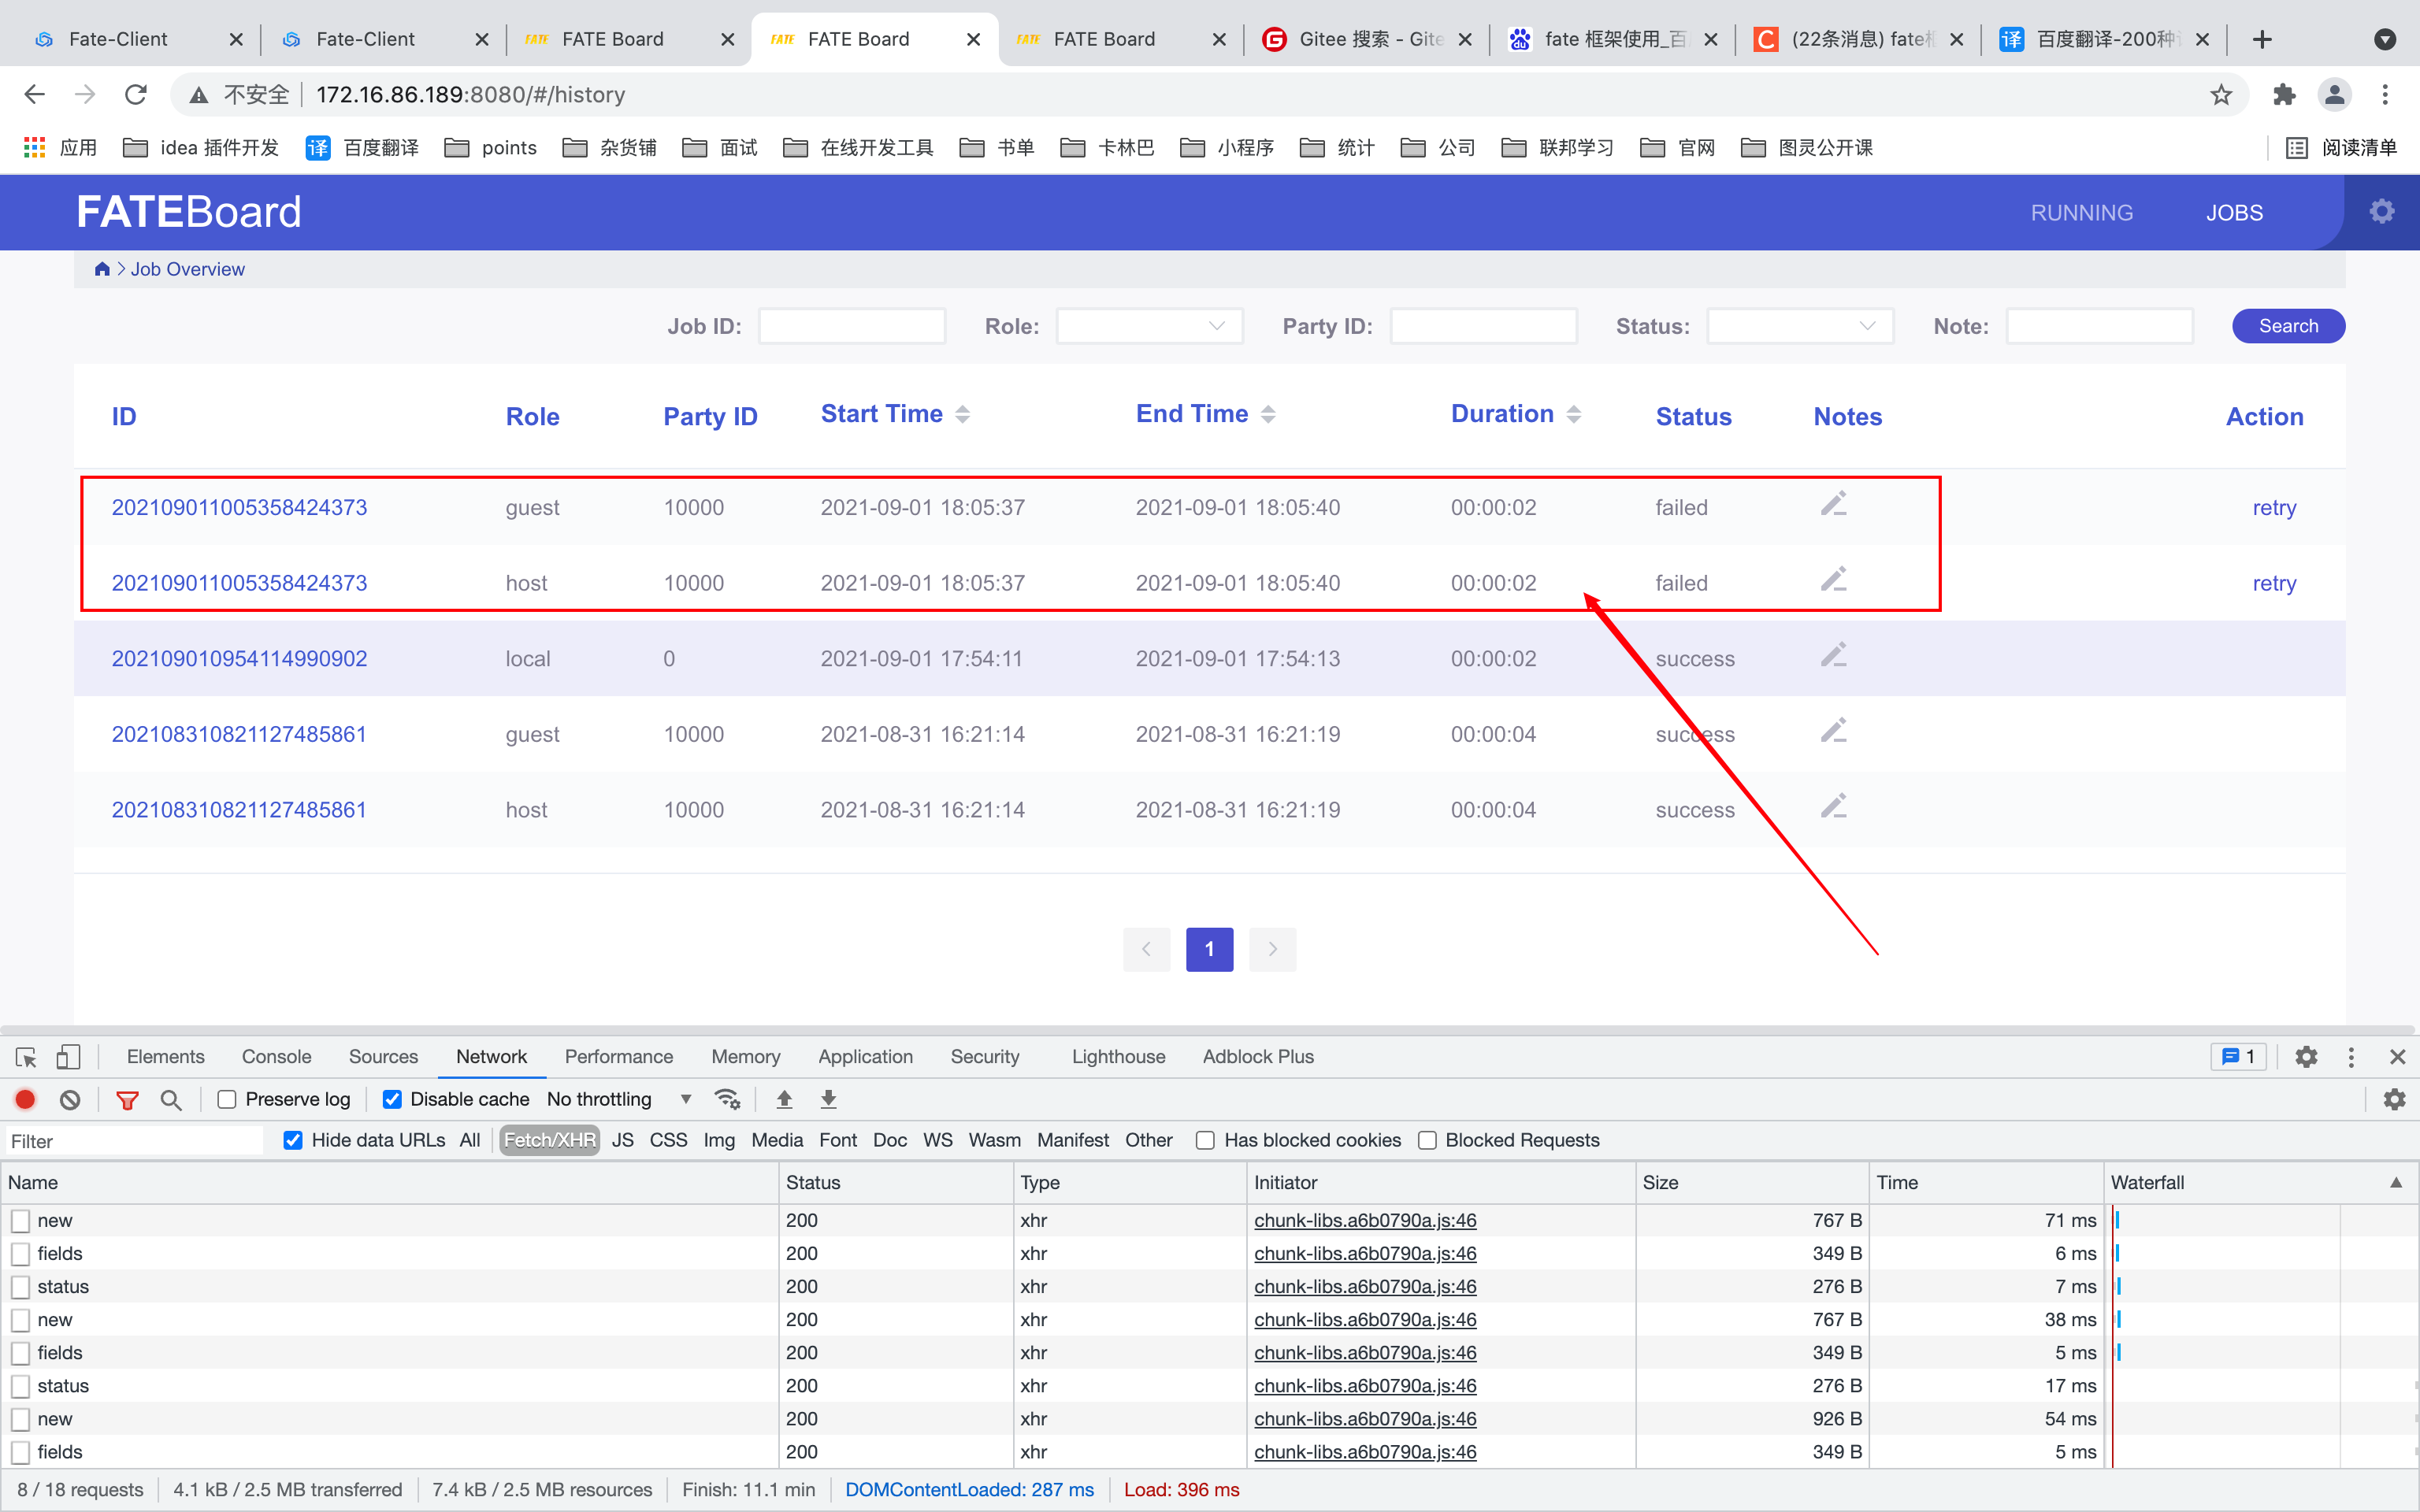 Fate-Client
Fate-Client
FATE FATE Board
FATE FATE Board
FATE FATE Board
Gitee 搜索 - Gite
fate 框架使用_百
(22条消息) fate框
百度翻译-200种
不安全 172.16.86.189:8080/#/history
应用 idea 插件开发 译 百度翻译 points 杂货铺 面试 在线开发工具 书单 卡林巴 小程序 统计 公司 联邦学习 官网 图灵公开课 阅读清单
FATEBoard RUNNING JOBS
Job Overview
Job ID: Role: Party ID: Status: Note: Search
ID Role Party ID Start Time End Time Duration Status Notes Action
202109011005358424373 guest 10000 2021-09-01 18:05:37 2021-09-01 18:05:40 00:00:02 failed retry
202109011005358424373 host 10000 2021-09-01 18:05:37 2021-09-01 18:05:40 00:00:02 failed retry
202109010954114990902 local 0 2021-09-01 17:54:11 2021-09-01 17:54:13 00:00:02 success
202108310821127485861 guest 10000 2021-08-31 16:21:14 2021-08-31 16:21:19 00:00:04 success
202108310821127485861 host 10000 2021-08-31 16:21:14 2021-08-31 16:21:19 00:00:04 success
1
Elements Console Sources Network Performance Memory Application Security Lighthouse Adblock Plus 1
Preserve log Disable cache No throttling
Filter Hide data URLs All Fetch/XHR JS CSS Img Media Font Doc WS Wasm Manifest Other Has blocked cookies Blocked Requests
Name Status Type Initiator Size Time Waterfall
new 200 xhr chunk-libs.a6b0790a.js:46 767 B 71 ms
fields 200 xhr chunk-libs.a6b0790a.js:46 349 B 6 ms
status 200 xhr chunk-libs.a6b0790a.js:46 276 B 7 ms
new 200 xhr chunk-libs.a6b0790a.js:46 767 B 38 ms
fields 200 xhr chunk-libs.a6b0790a.js:46 349 B 5 ms
status 200 xhr chunk-libs.a6b0790a.js:46 276 B 17 ms
new 200 xhr chunk-libs.a6b0790a.js:46 926 B 54 ms
fields 200 xhr chunk-libs.a6b0790a.js:46 349 B 5 ms
8 / 18 requests 4.1 kB / 2.5 MB transferred 7.4 kB / 2.5 MB resources Finish: 11.1 min DOMContentLoaded: 287 ms Load: 396 ms